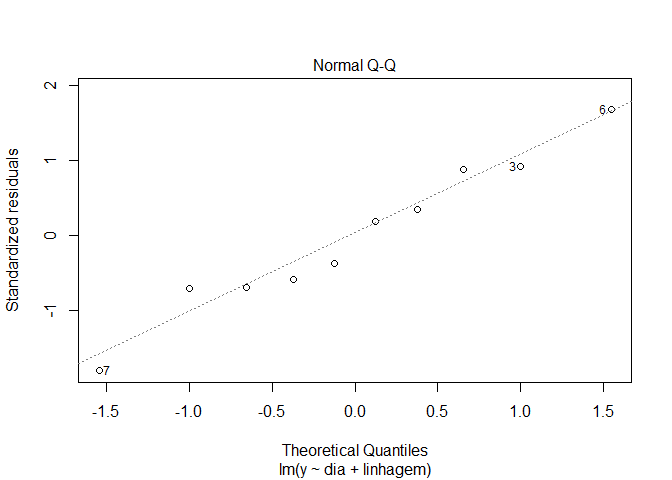 Normal Q-Q
Standardized residuals
2
1
0
-1
6
3
7
-1.5 -1.0 -0.5 0.0 0.5 1.0 1.5
Theoretical Quantiles
lm(y ~ dia + linhagem)